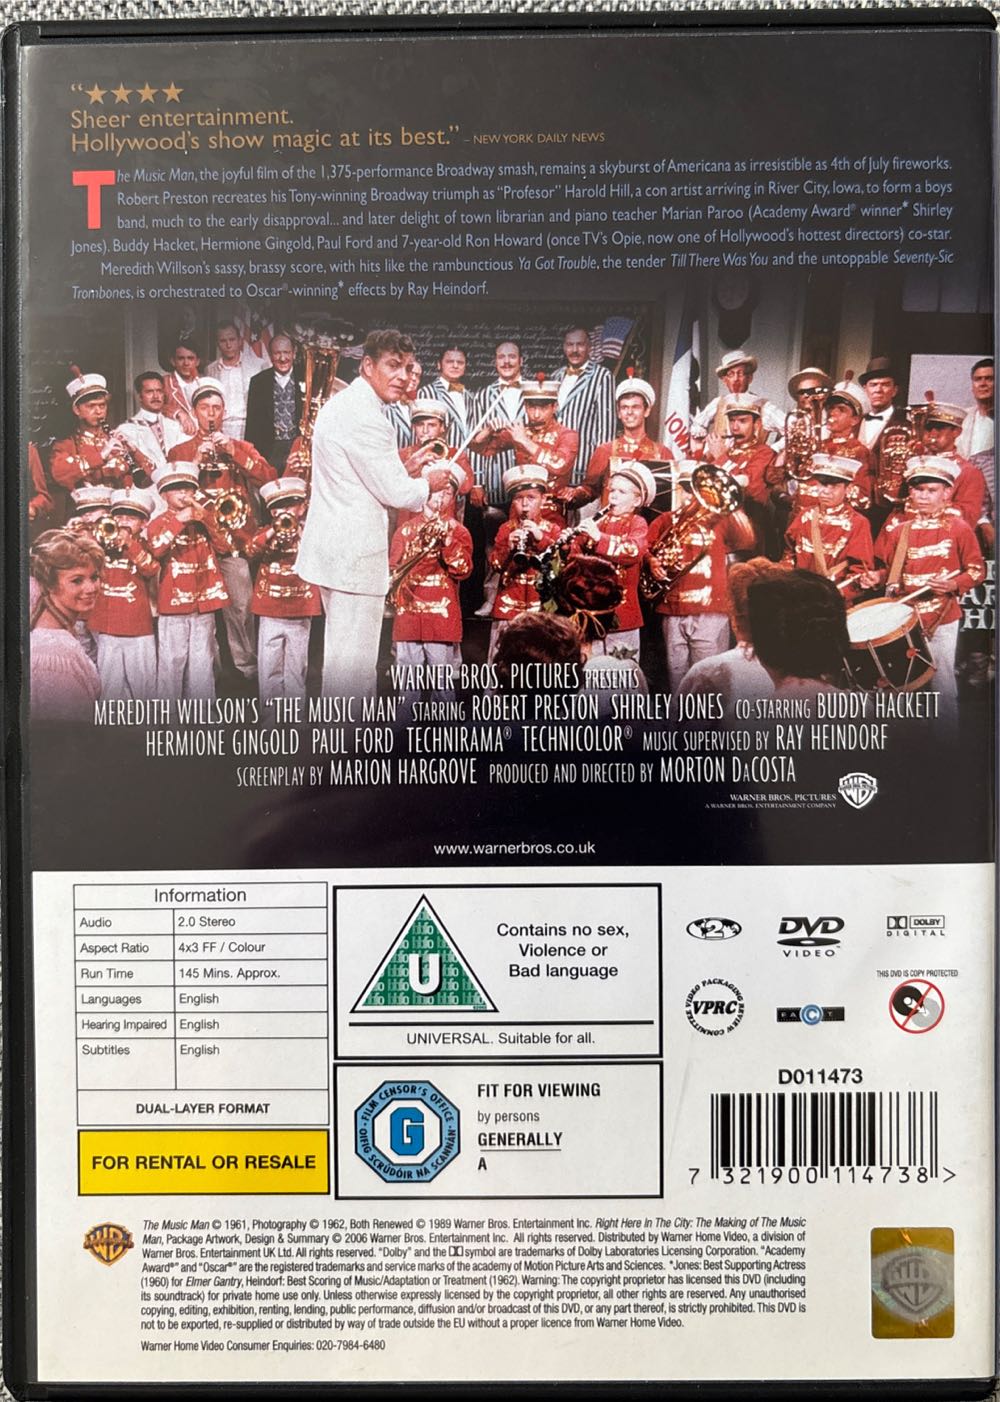 “★★★★
Sheer entertainment.
Hollywood's show magic at its best.” – NEW YORK DAILY NEWS
The Music Man, the joyful film of the 1,375-performance Broadway smash, remains a skyburst of Americana as irresistible as 4th of July fireworks.
Robert Preston recreates his Tony-winning Broadway triumph as “Profesor” Harold Hill, a con artist arriving in River City, Iowa, to form a boys
band, much to the early disapproval... and later delight of town librarian and piano teacher Marian Paroo (Academy Award® winner* Shirley
Jones). Buddy Hacket, Hermione Gingold, Paul Ford and 7-year-old Ron Howard (once TV's Opie, now one of Hollywood's hottest directors) co-star.
Meredith Willson's sassy, brassy score, with hits like the rambunctious Ya Got Trouble, the tender Till There Was You and the untoppable Seventy-Sic
Trombones, is orchestrated to Oscar®-winning* effects by Ray Heindorf.
IOWA
WARNER BROS. PICTURES PRESENTS
MEREDITH WILLSON'S “THE MUSIC MAN” STARRING ROBERT PRESTON SHIRLEY JONES CO-STARRING BUDDY HACKETT
HERMIONE GINGOLD PAUL FORD TECHNIRAMA® TECHNICOLOR® MUSIC SUPERVISED BY RAY HEINDORF
SCREENPLAY BY MARION HARGROVE PRODUCED AND DIRECTED BY MORTON DaCOSTA
WARNER BROS. PICTURES
A WARNER BROS. ENTERTAINMENT COMPANY
www.warnerbros.co.uk
Information
Audio 2.0 Stereo
Aspect Ratio 4x3 FF / Colour
Run Time 145 Mins. Approx.
Languages English
Hearing Impaired English
Subtitles English
DUAL-LAYER FORMAT
FOR RENTAL OR RESALE
U
Contains no sex,
Violence or
Bad language
UNIVERSAL. Suitable for all.
FILM CENSOR'S OFFICE
G
OIFIG SCRÚDÓIR NA SCANNÁN
FIT FOR VIEWING
by persons
GENERALLY
A
2
DVD
VIDEO
DOLBY
DIGITAL
VIDEO PACKAGING REVIEW COMMITTEE
VPRC
FACT
THIS DVD IS COPY PROTECTED
D011473
7 321900 114738 >
The Music Man © 1961, Photography © 1962, Both Renewed © 1989 Warner Bros. Entertainment Inc. Right Here In The City: The Making of The Music
Man, Package Artwork, Design & Summary © 2006 Warner Bros. Entertainment Inc. All rights reserved. Distributed by Warner Home Video, a division of
Warner Bros. Entertainment UK Ltd. All rights reserved. “Dolby” and the DD symbol are trademarks of Dolby Laboratories Licensing Corporation. “Academy
Award®” and “Oscar®” are the registered trademarks and service marks of the academy of Motion Picture Arts and Sciences. *Jones: Best Supporting Actress
(1960) for Elmer Gantry, Heindorf: Best Scoring of Music/Adaptation or Treatment (1962). Warning: The copyright proprietor has licensed this DVD (including
its soundtrack) for private home use only. Unless otherwise expressly licensed by the copyright proprietor, all other rights are reserved. Any unauthorised
copying, editing, exhibition, renting, lending, public performance, diffusion and/or broadcast of this DVD, or any part thereof, is strictly prohibited. This DVD is
not to be exported, re-supplied or distributed by way of trade outside the EU without a proper licence from Warner Home Video.
Warner Home Video Consumer Enquiries: 020-7984-6480